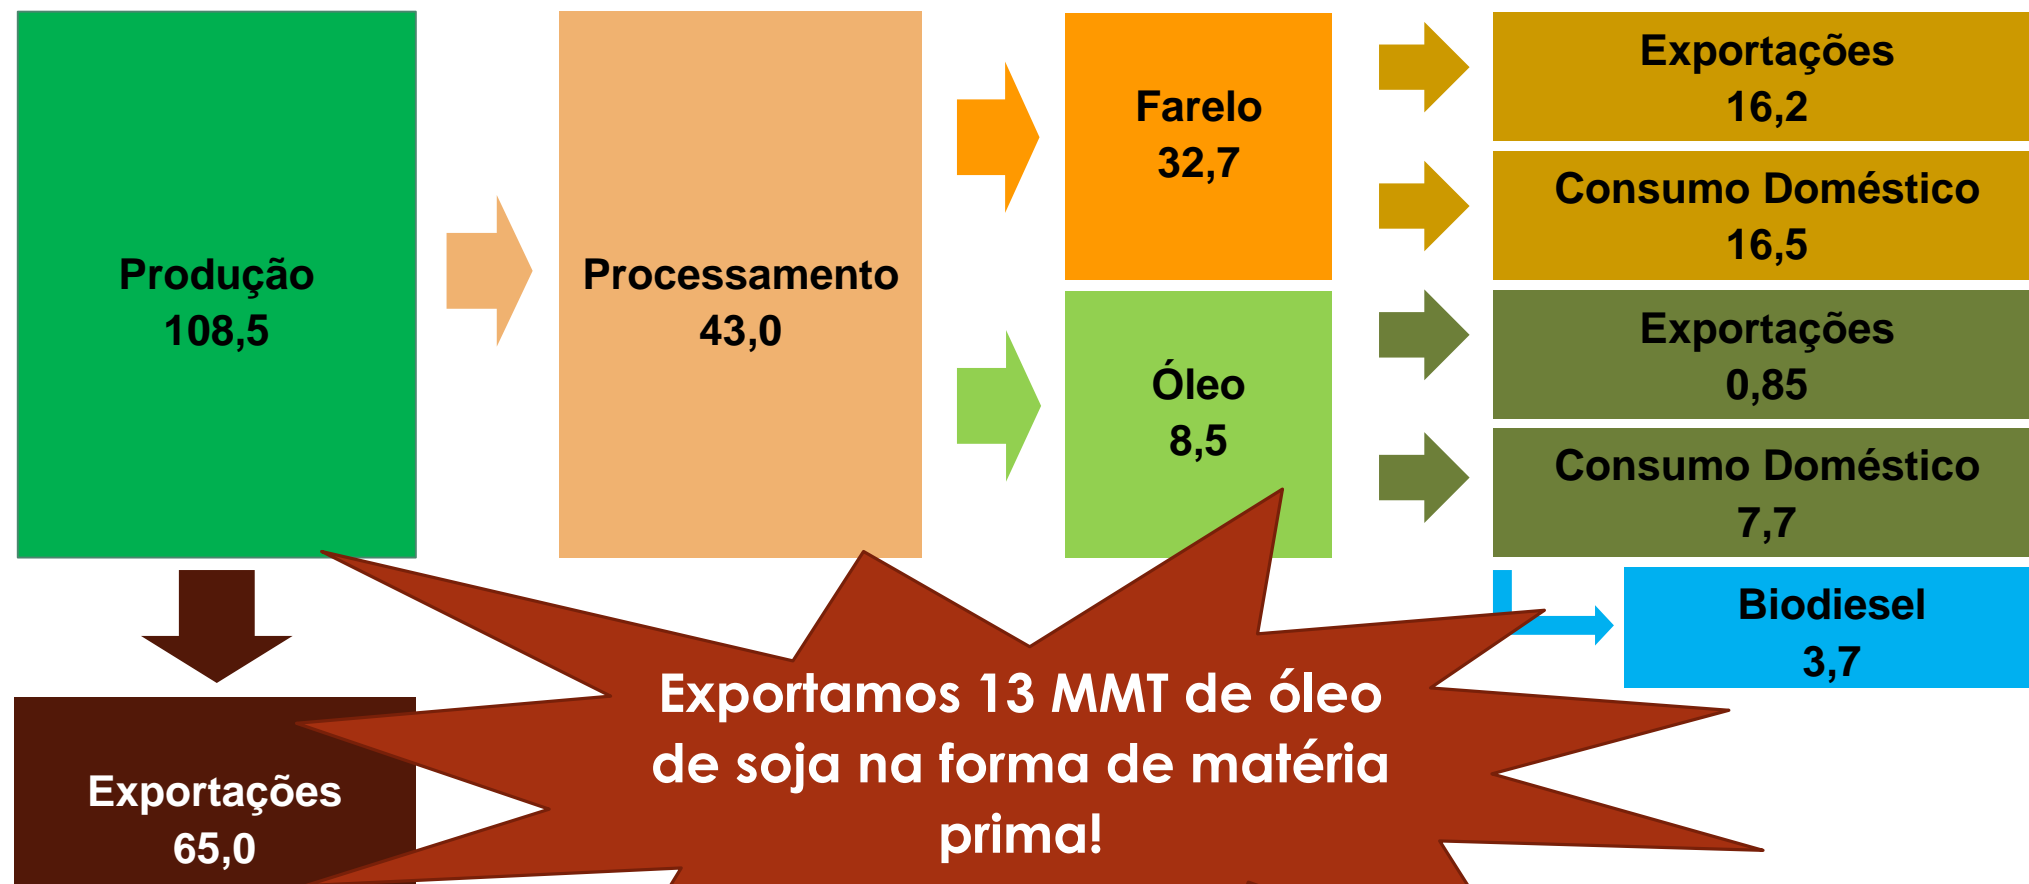 Produção
108,5
Processamento
43,0
Farelo
32,7
Óleo
8,5
Exportações
16,2
Consumo Doméstico
16,5
Exportações
0,85
Consumo Doméstico
7,7
Biodiesel
3,7
Exportações
65,0
Exportamos 13 MMT de óleo
de soja na forma de matéria
prima!